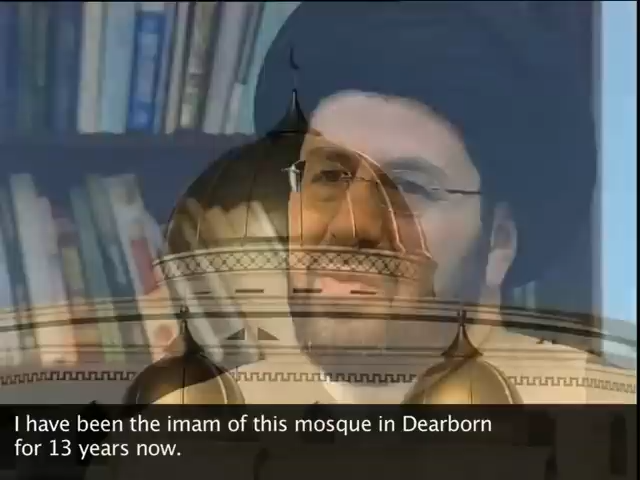 I have been the imam of this mosque in Dearborn
for 13 years now.